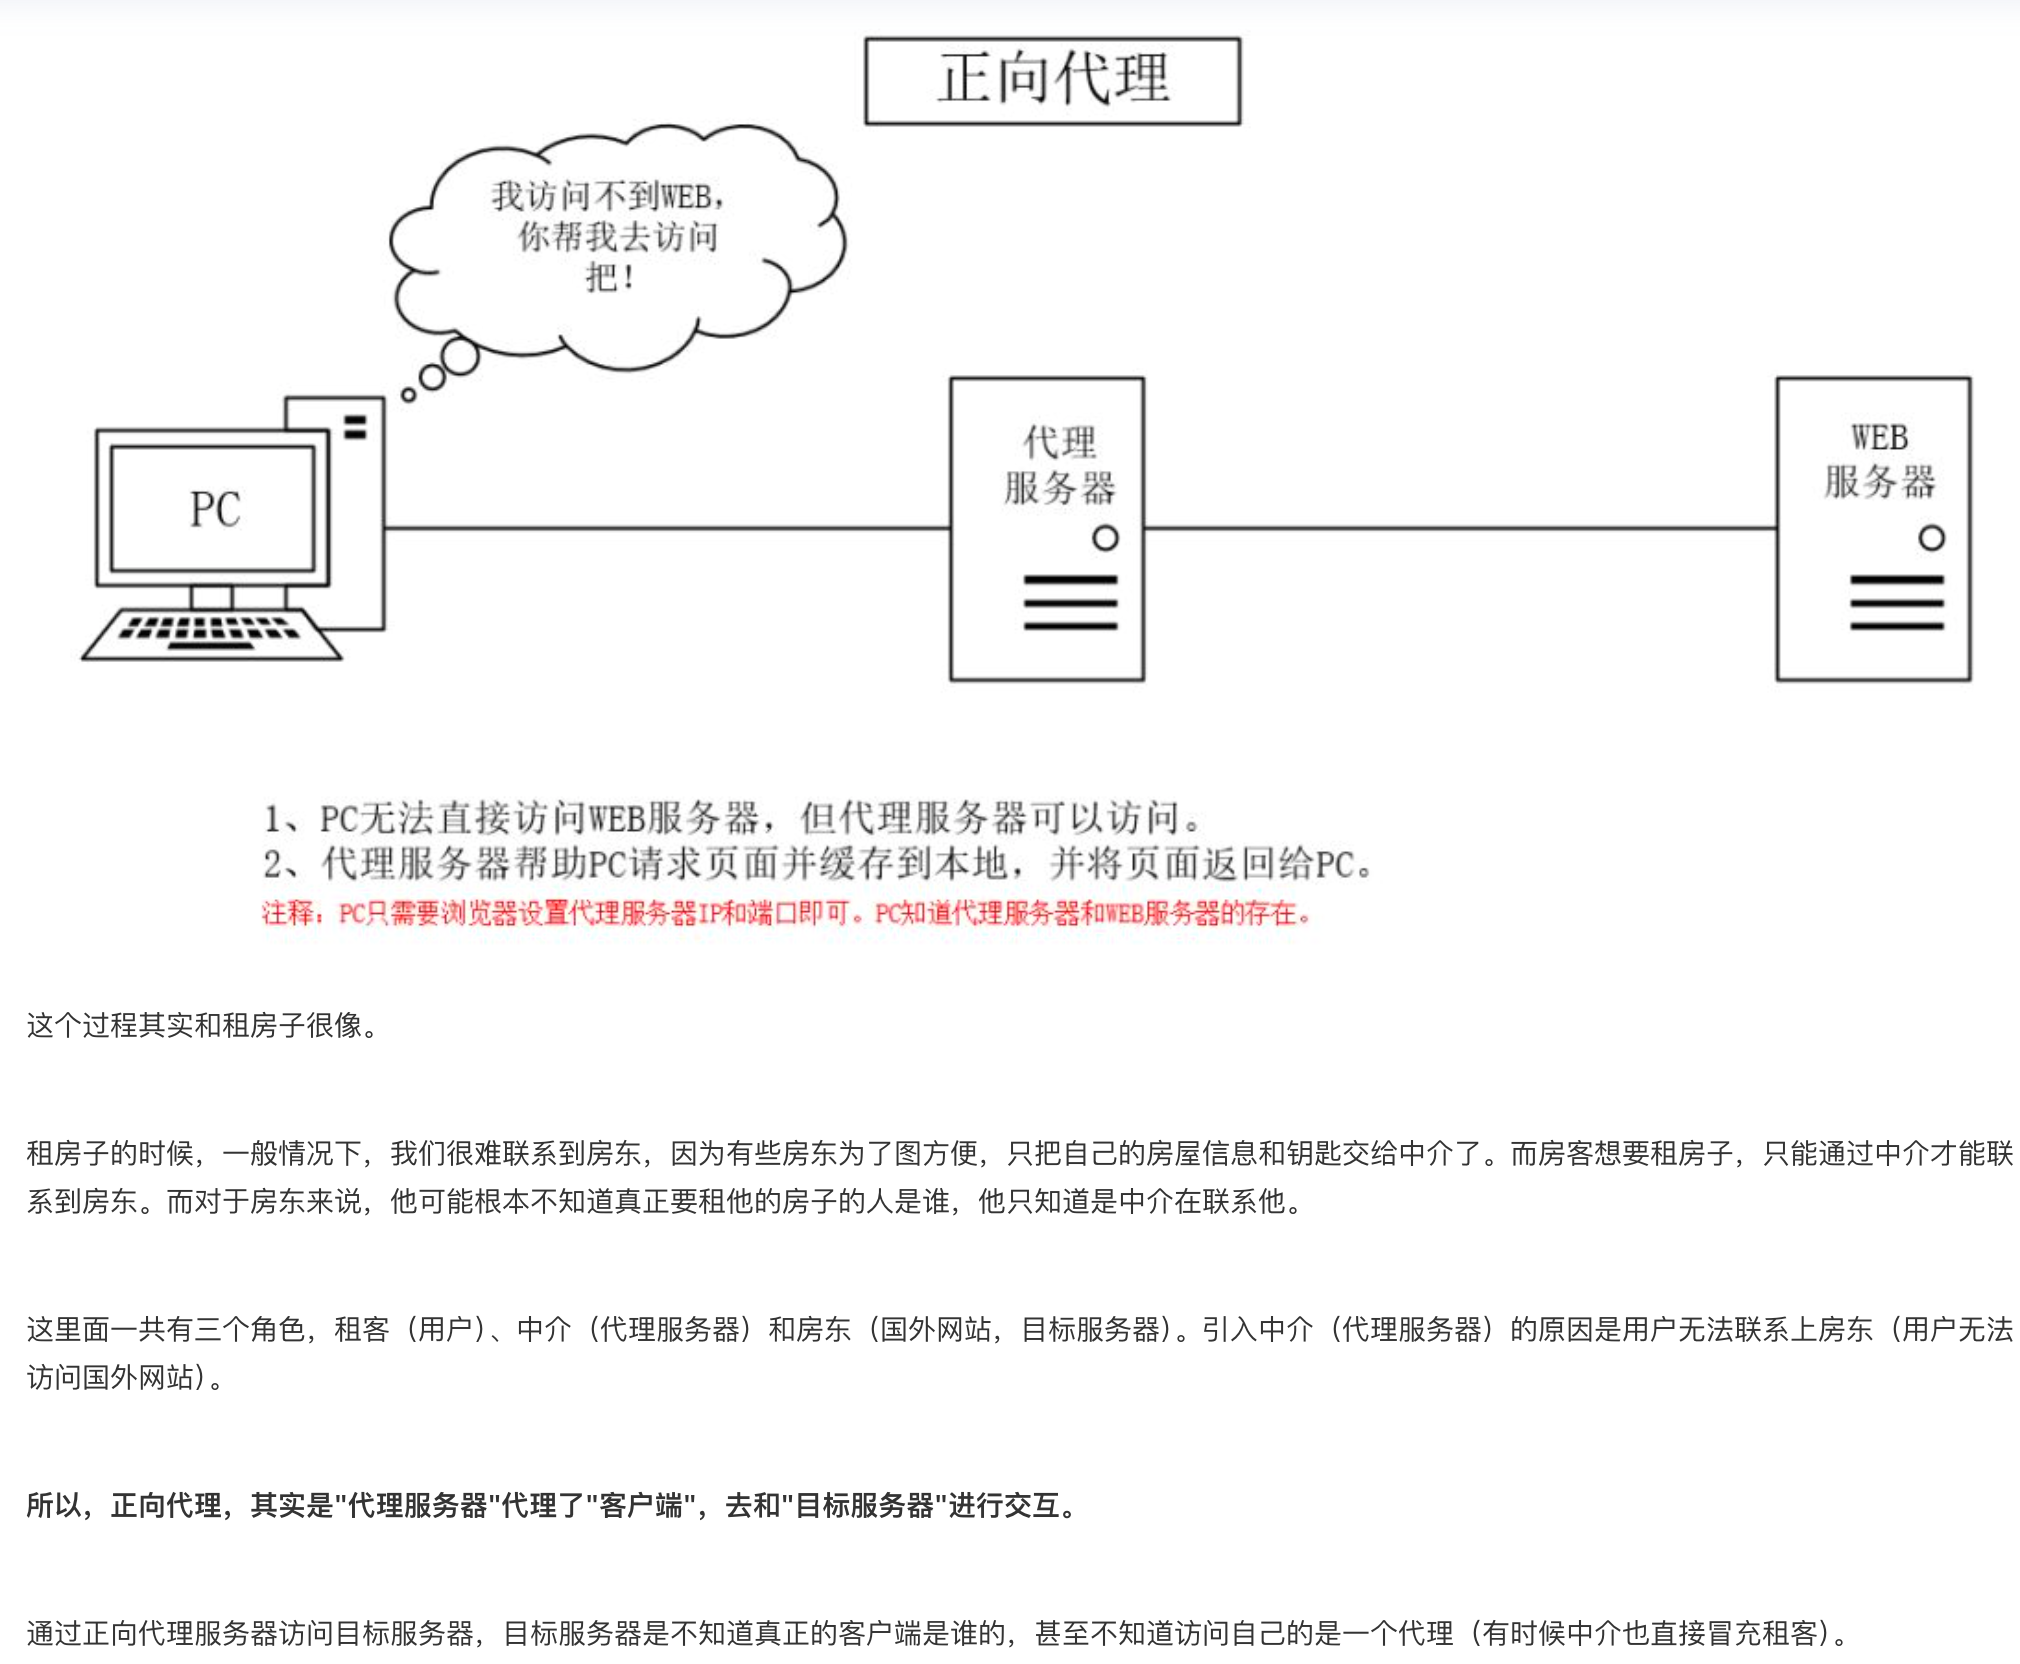 正向代理
我访问不到WEB，
你帮我去访问
把！
PC
代理
服务器
WEB
服务器
1、PC无法直接访问WEB服务器，但代理服务器可以访问。
2、代理服务器帮助PC请求页面并缓存到本地，并将页面返回给PC。
注释：PC只需要浏览器设置代理服务器IP和端口即可。PC知道代理服务器和WEB服务器的存在。
这个过程其实和租房子很像。
租房子的时候，一般情况下，我们很难联系到房东，因为有些房东为了图方便，只把自己的房屋信息和钥匙交给中介了。而房客想要租房子，只能通过中介才能联
系到房东。而对于房东来说，他可能根本不知道真正要租他的房子的人是谁，他只知道是中介在联系他。
这里面一共有三个角色，租客（用户）、中介（代理服务器）和房东（国外网站，目标服务器）。引入中介（代理服务器）的原因是用户无法联系上房东（用户无法
访问国外网站）。
所以，正向代理，其实是"代理服务器"代理了"客户端"，去和"目标服务器"进行交互。
通过正向代理服务器访问目标服务器，目标服务器是不知道真正的客户端是谁的，甚至不知道访问自己的是一个代理（有时候中介也直接冒充租客）。